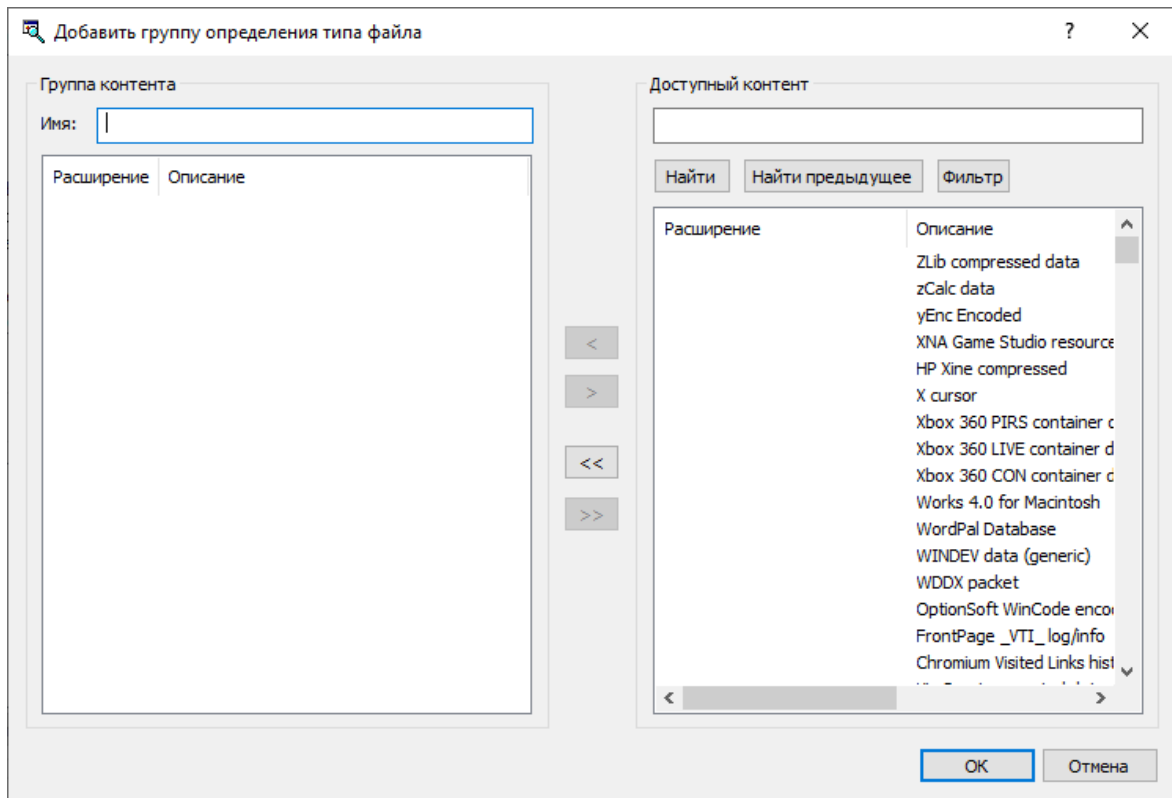 Добавить группу определения типа файла
?
Группа контента
Имя:
Расширение Описание
<
>
<<
>>
Доступный контент
Найти Найти предыдущее Фильтр
Расширение Описание
ZLib compressed data
zCalc data
yEnc Encoded
XNA Game Studio resource
HP Xine compressed
X cursor
Xbox 360 PIRS container
Xbox 360 LIVE container d
Xbox 360 CON container d
Works 4.0 for Macintosh
WordPal Database
WINDEV data (generic)
WDDX packet
OptionSoft WinCode enco
FrontPage _VTI_ log/info
Chromium Visited Links hist
ОК Отмена